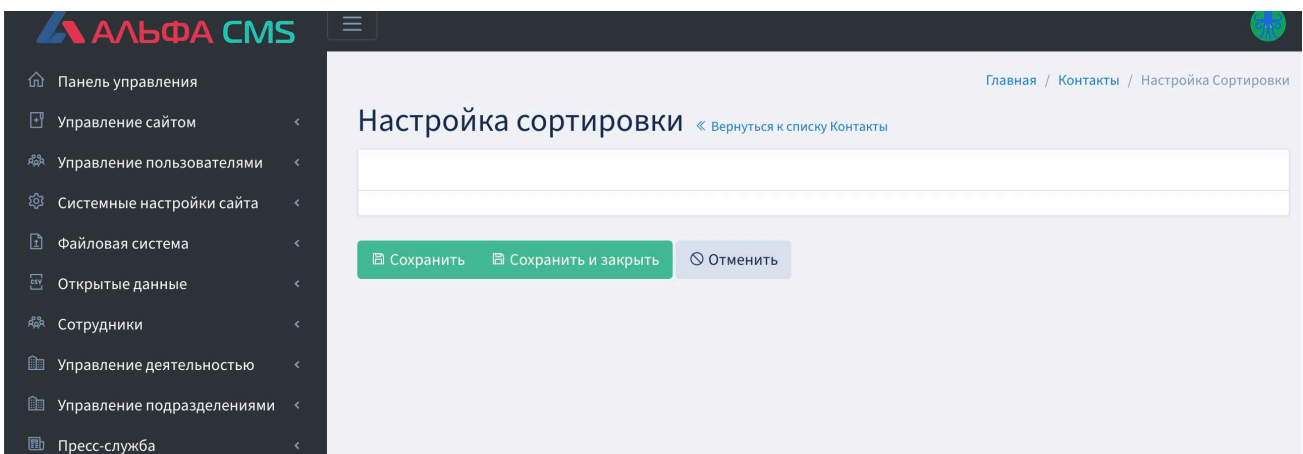 АЛЬФА CMS
Панель управления
Управление сайтом
Управление пользователями
Системные настройки сайта
Файловая система
CSV Открытые данные
Сотрудники
Управление деятельностью
Управление подразделениями
Пресс-служба
Главная / Контакты / Настройка Сортировки
Настройка сортировки « Вернуться к списку Контакты
Сохранить Сохранить и закрыть Отменить